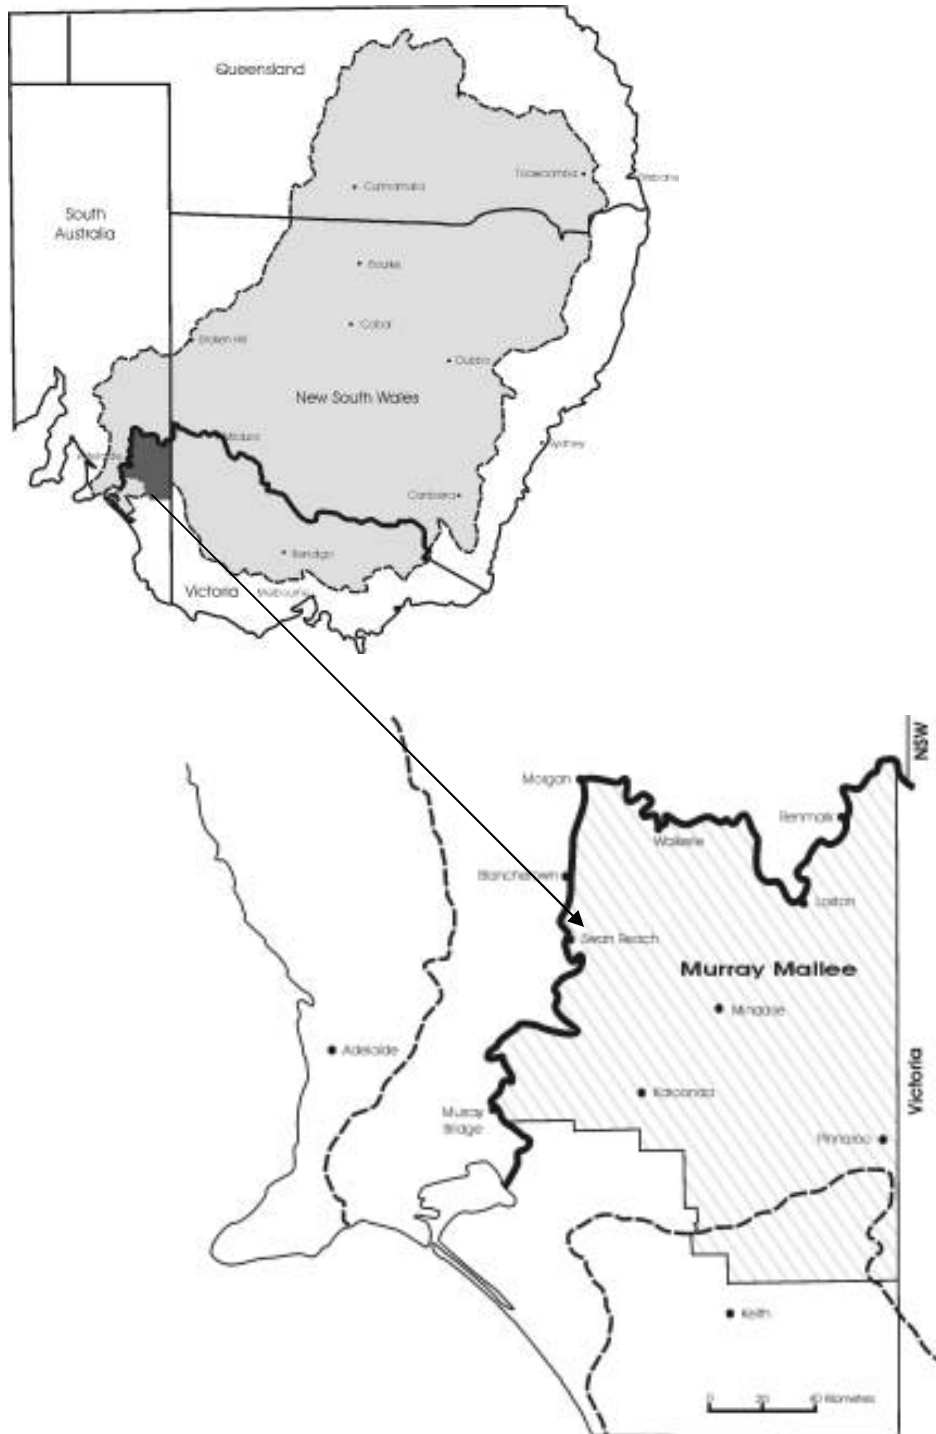 Queensland
Toowoomba
Brisbane
Cunnamulla
South
Australia
Bourke
Cobar
Broken Hill
Dubbo
New South Wales
Mildura
Sydney
Adelaide
Canberra
Bendigo
Victoria
Melbourne
NSW
Morgan
Renmark
Waikerie
Blanchetown
Loxton
Swan Reach
Murray Mallee
Mindarie
Adelaide
Karoonda
Victoria
Murray
Bridge
Pinnaroo
Keith
0 20 40 Kilometres